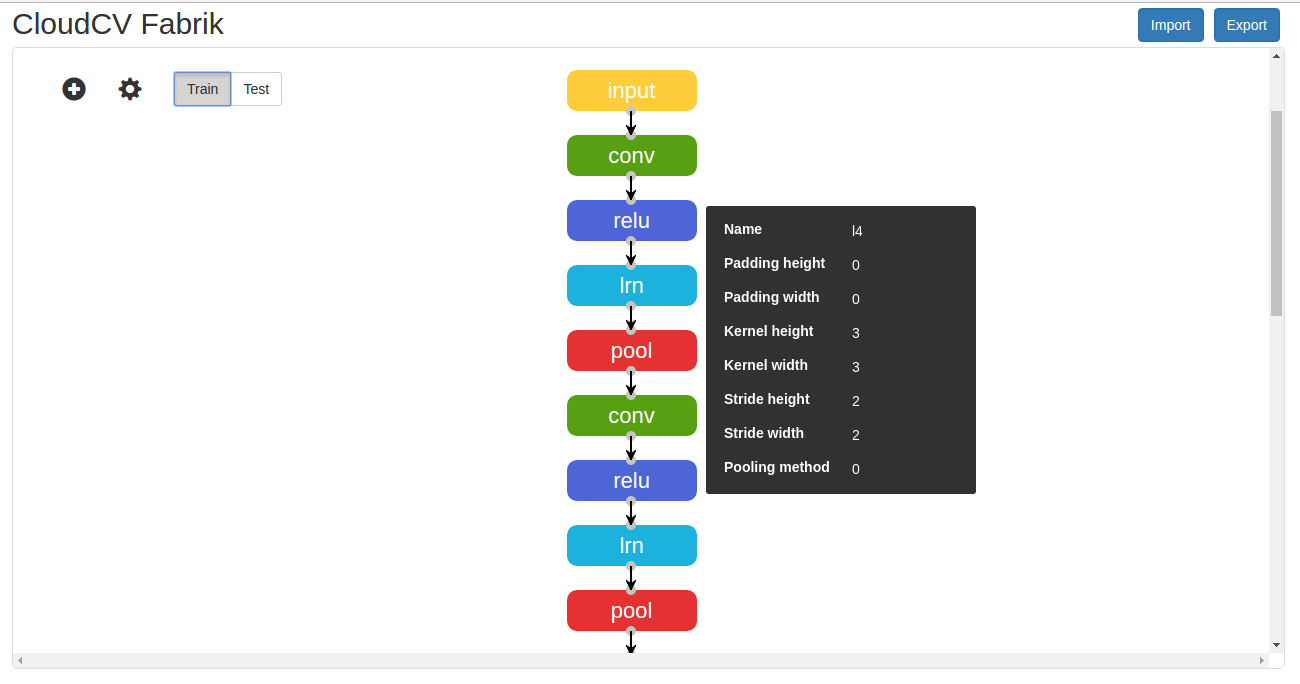 CloudCV Fabrik
Import
Export
Train
Test
input
conv
relu
lrn
pool
conv
relu
lrn
pool
Name l4
Padding height 0
Padding width 0
Kernel height 3
Kernel width 3
Stride height 2
Stride width 2
Pooling method 0